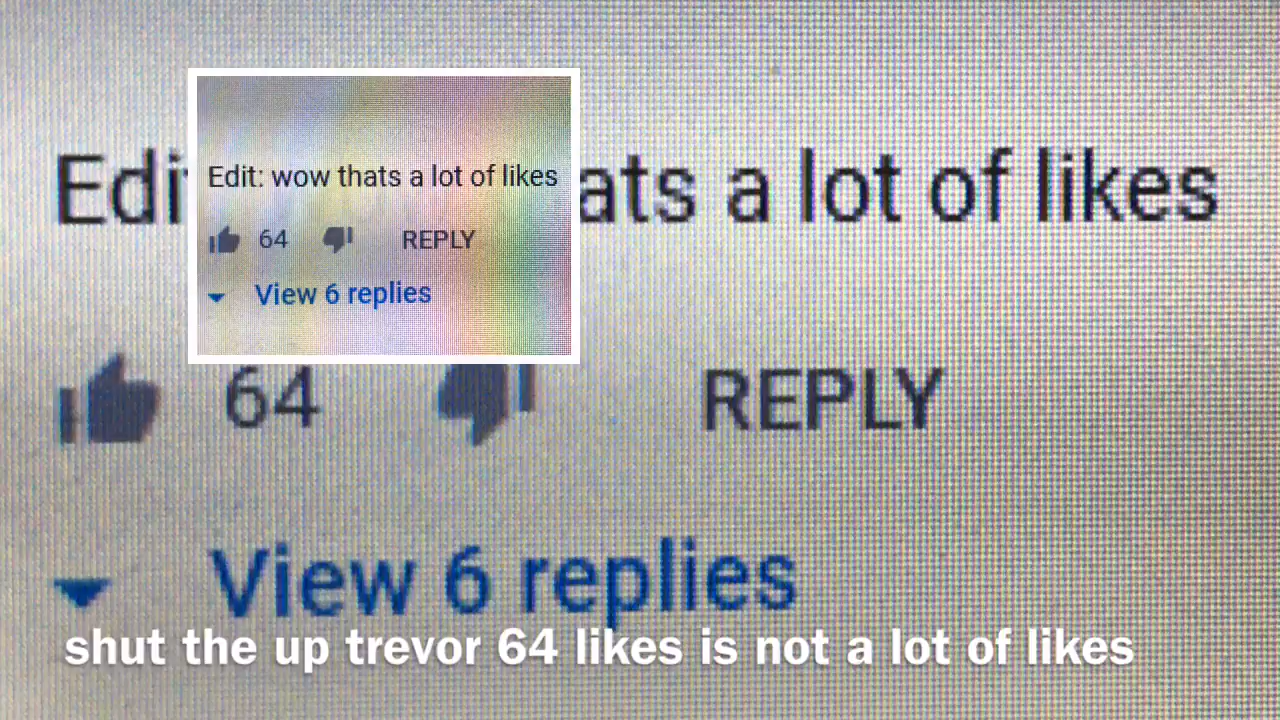 Edit: wow thats a lot of likes
64 REPLY
View 6 replies
Edi ats a lot of likes
64 REPLY
View 6 replies
shut the up trevor 64 likes is not a lot of likes